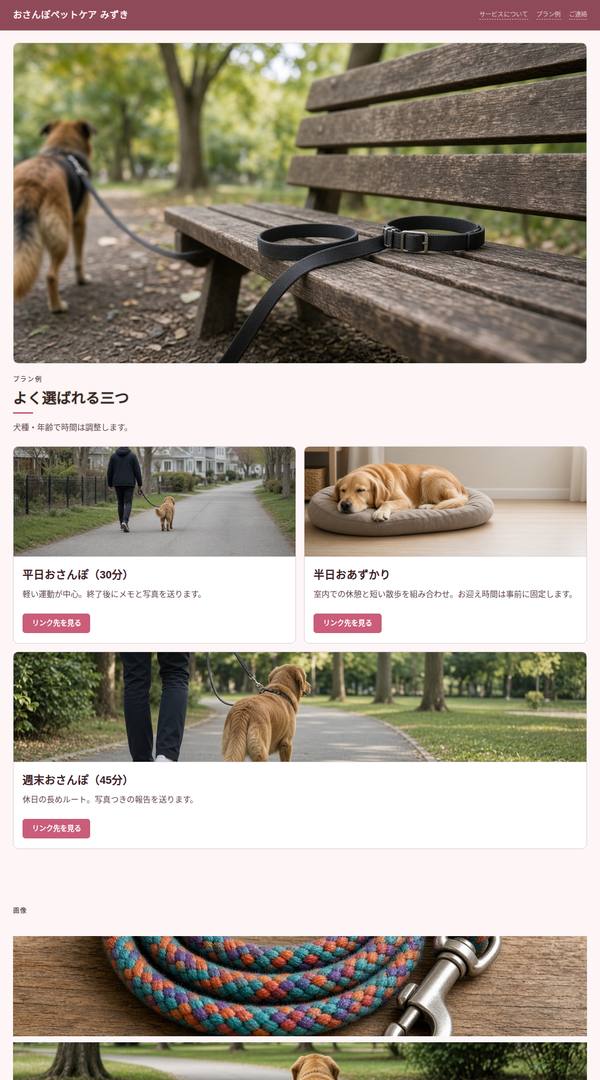 おさんぽペットケア みずき
サービスについて プラン例 ご連絡
プラン例
よく選ばれる三つ
犬種・年齢で時間は調整します。
平日おさんぽ（30分）
軽い運動が中心。終了後にメモと写真を送ります。
リンク先を見る
半日おあずかり
室内での休憩と短い散歩を組み合わせ。お迎え時間は事前に固定します。
リンク先を見る
週末おさんぽ（45分）
休日の長めルート。写真つきの報告を送ります。
リンク先を見る
画像